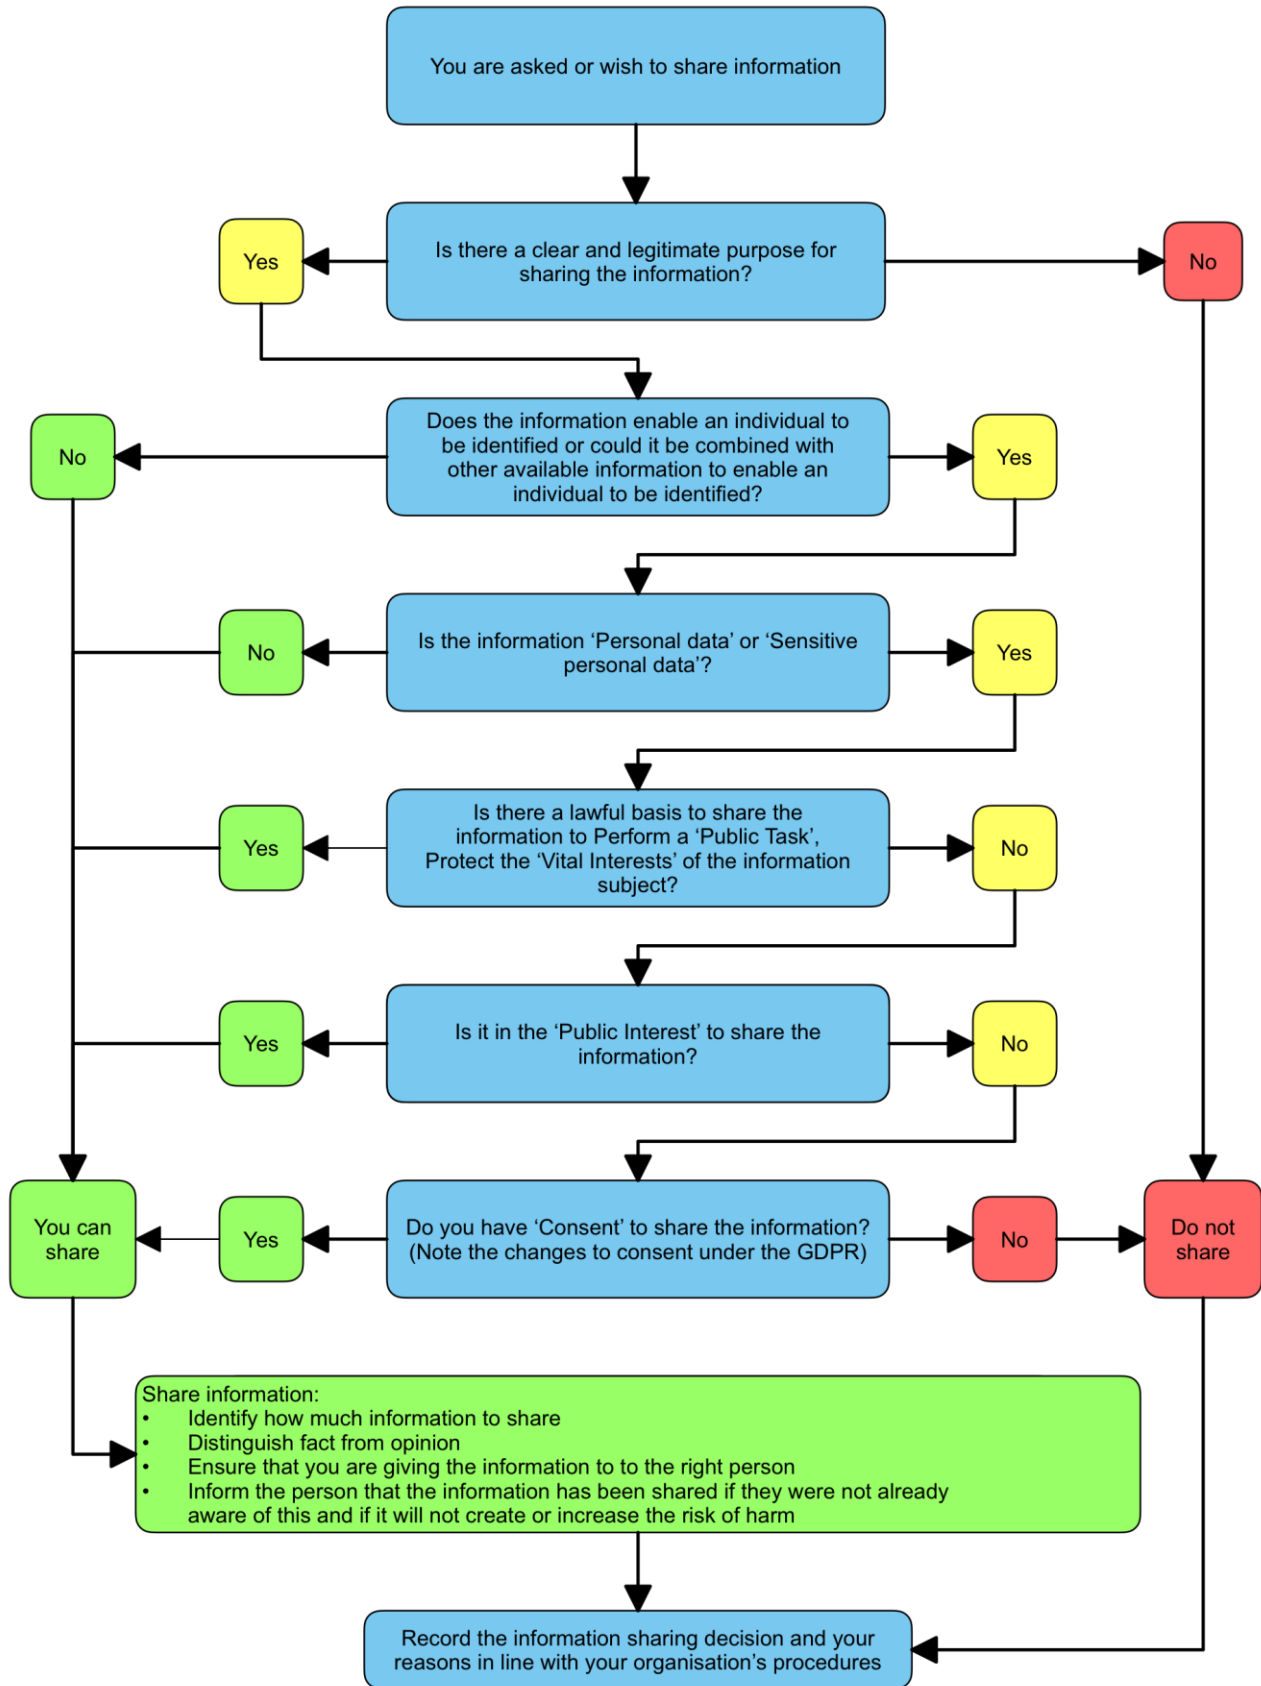 You are asked or wish to share information
Is there a clear and legitimate purpose for
sharing the information?
Yes
No
Does the information enable an individual to
be identified or could it be combined with
other available information to enable an
individual to be identified?
No
Yes
Is the information ‘Personal data’ or ‘Sensitive
personal data’?
No
Yes
Is there a lawful basis to share the
information to Perform a ‘Public Task’,
Protect the ‘Vital Interests’ of the information
subject?
Yes
No
Is it in the ‘Public Interest’ to share the
information?
Yes
No
You can
share
Yes
Do you have ‘Consent’ to share the information?
(Note the changes to consent under the GDPR)
No
Do not
share
Share information:
• Identify how much information to share
• Distinguish fact from opinion
• Ensure that you are giving the information to to the right person
• Inform the person that the information has been shared if they were not already
aware of this and if it will not create or increase the risk of harm
Record the information sharing decision and your
reasons in line with your organisation’s procedures